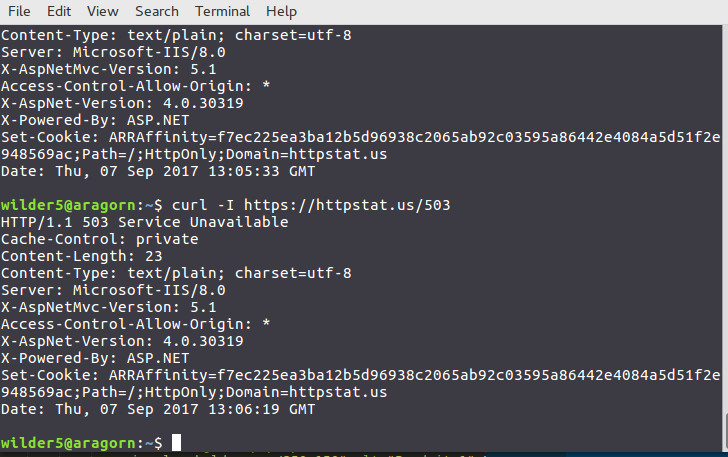 File Edit View Search Terminal Help
Content-Type: text/plain; charset=utf-8
Server: Microsoft-IIS/8.0
X-AspNetMvc-Version: 5.1
Access-Control-Allow-Origin: *
X-AspNet-Version: 4.0.30319
X-Powered-By: ASP.NET
Set-Cookie: ARRAffinity=f7ec225ea3ba12b5d96938c2065ab92c03595a86442e4084a5d51f2e
948569ac;Path=/;HttpOnly;Domain=httpstat.us
Date: Thu, 07 Sep 2017 13:05:33 GMT
wilder5@aragorn:~$ curl -I https://httpstat.us/503
HTTP/1.1 503 Service Unavailable
Cache-Control: private
Content-Length: 23
Content-Type: text/plain; charset=utf-8
Server: Microsoft-IIS/8.0
X-AspNetMvc-Version: 5.1
Access-Control-Allow-Origin: *
X-AspNet-Version: 4.0.30319
X-Powered-By: ASP.NET
Set-Cookie: ARRAffinity=f7ec225ea3ba12b5d96938c2065ab92c03595a86442e4084a5d51f2e
948569ac;Path=/;HttpOnly;Domain=httpstat.us
Date: Thu, 07 Sep 2017 13:06:19 GMT
wilder5@aragorn:~$